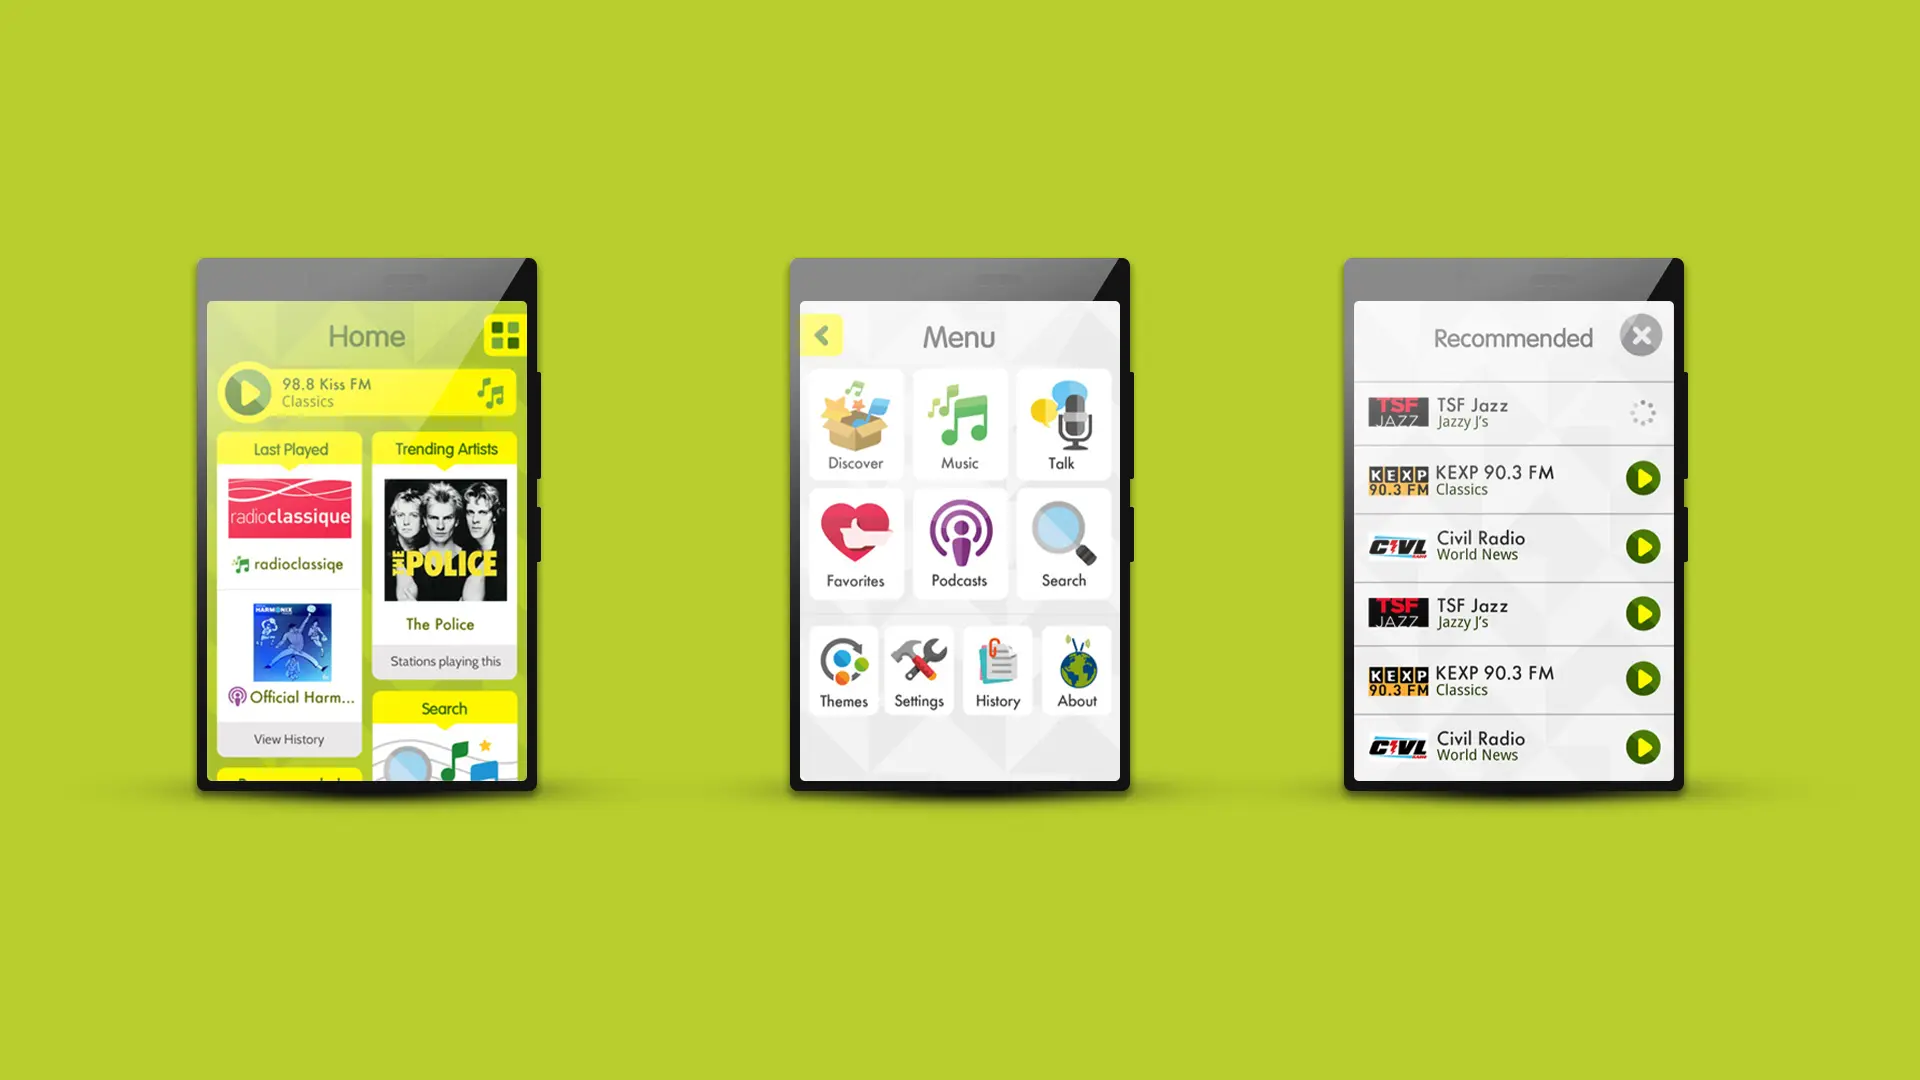 Home
98.8 Kiss FM
Classics
Last Played
radioclassique
radioclassiqe
HARMONIX
Official Harm...
View History
Trending Artists
THE POLICE
The Police
Stations playing this
Search
Menu
Discover
Music
Talk
Favorites
Podcasts
Search
Themes
Settings
History
About
Recommended
TSF JAZZ
TSF Jazz
Jazzy J's
KEXP
90.3 FM
KEXP 90.3 FM
Classics
CIVL
Civil Radio
World News
TSF JAZZ
TSF Jazz
Jazzy J's
KEXP
90.3 FM
KEXP 90.3 FM
Classics
CIVL
Civil Radio
World News